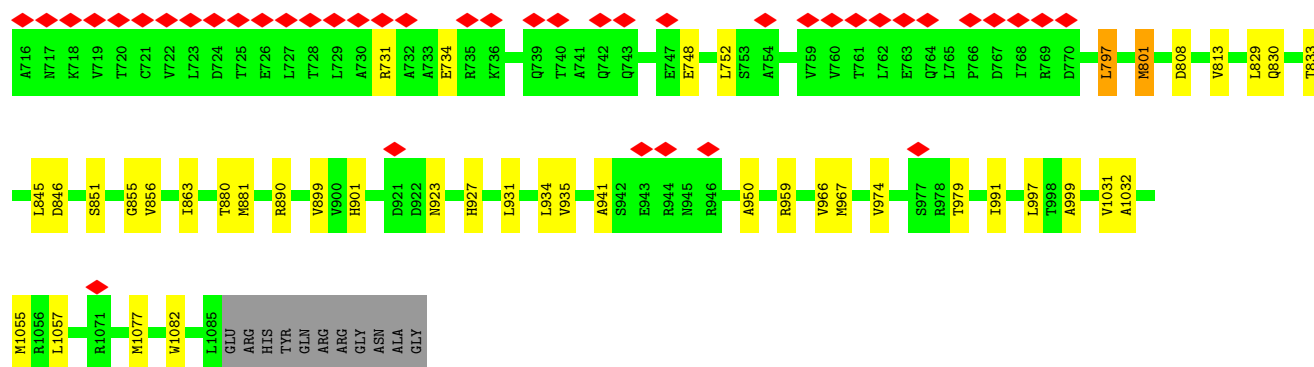 A716 N717 K718 V719 T720 C721 V722 L723 D724 T725 E726 L727 T728 L729 A730 R731 A732 A733 E734 R735 K736 Q739 T740 A741 Q742 Q743 E747 E748 L752 S753 A754 V759 V760 T761 L762 E763 Q764 L765 P766 D767 I768 R769 D770 L797 M801 D808 V813 L829 Q830 T833
L845 D846 S851 G855 V856 I863 T880 M881 R890 V899 V900 H901 D921 D922 N923 H927 L931 L934 V935 A941 S942 E943 R944 N945 R946 A950 R959 V966 M967 V974 S977 R978 T979 I991 L997 T998 A999 V1031 A1032
M1055 R1056 L1057 R1071 M1077 W1082 L1085 GLU ARG HIS TYR GLN ARG ARG GLY ASN ALA GLY